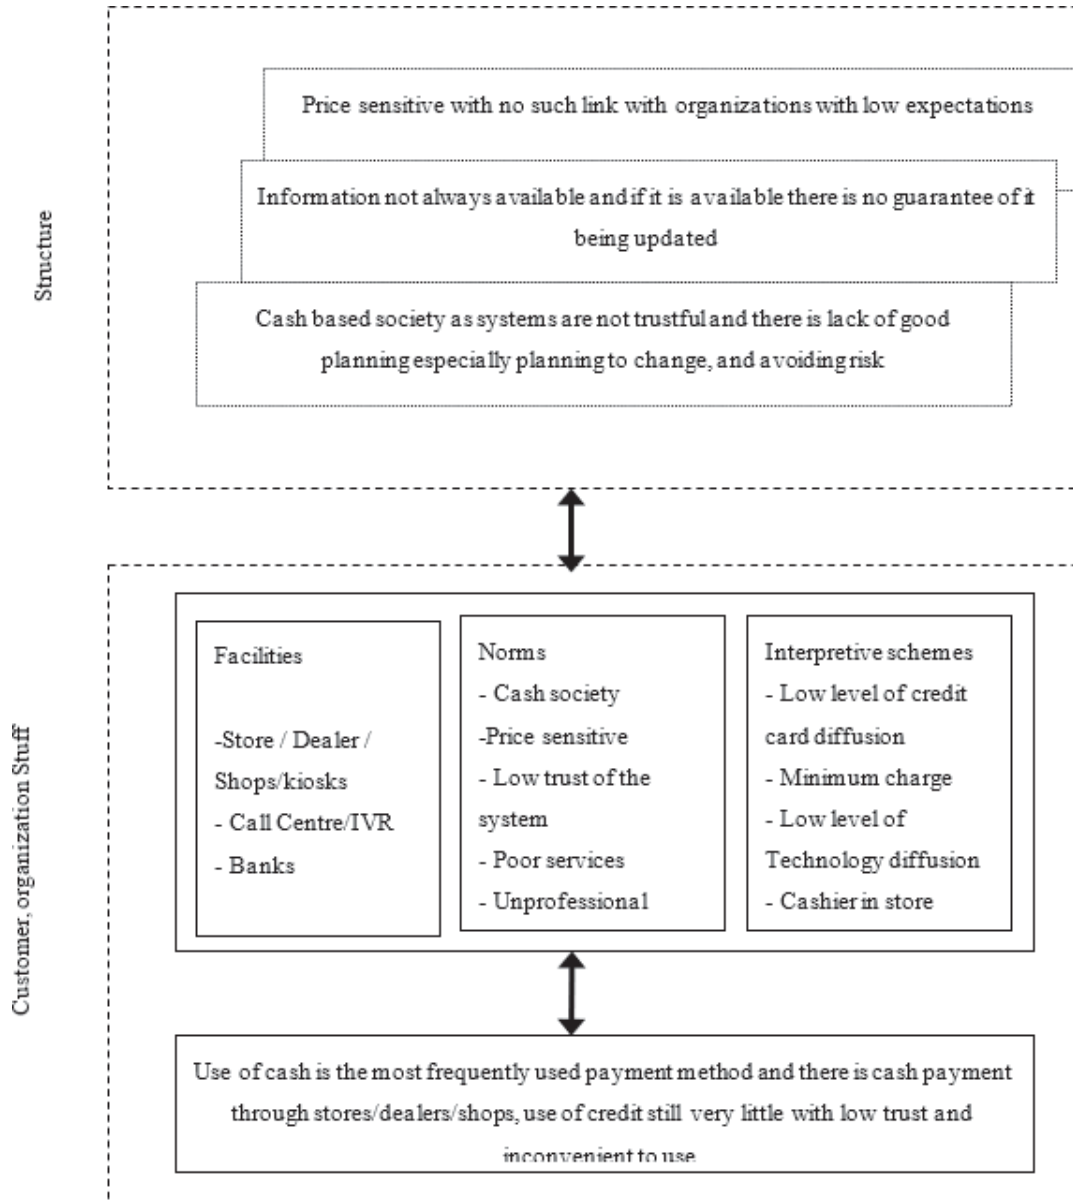 Structure
Price sensitive with no such link with organizations with low expectations
Information not always available and if it is available there is no guarantee of it
being updated
Cash based society as systems are not trustful and there is lack of good
planning especially planning to change, and avoiding risk
Customer, organization Stuff
Facilities
-Store / Dealer /
Shops/kiosks
- Call Centre/IVR
- Banks
Norms
- Cash society
-Price sensitive
- Low trust of the
system
- Poor services
- Unprofessional
Interpretive schemes
- Low level of credit
card diffusion
- Minimum charge
- Low level of
Technology diffusion
- Cashier in store
Use of cash is the most frequently used payment method and there is cash payment
through stores/dealers/shops, use of credit still very little with low trust and
inconvenient to use